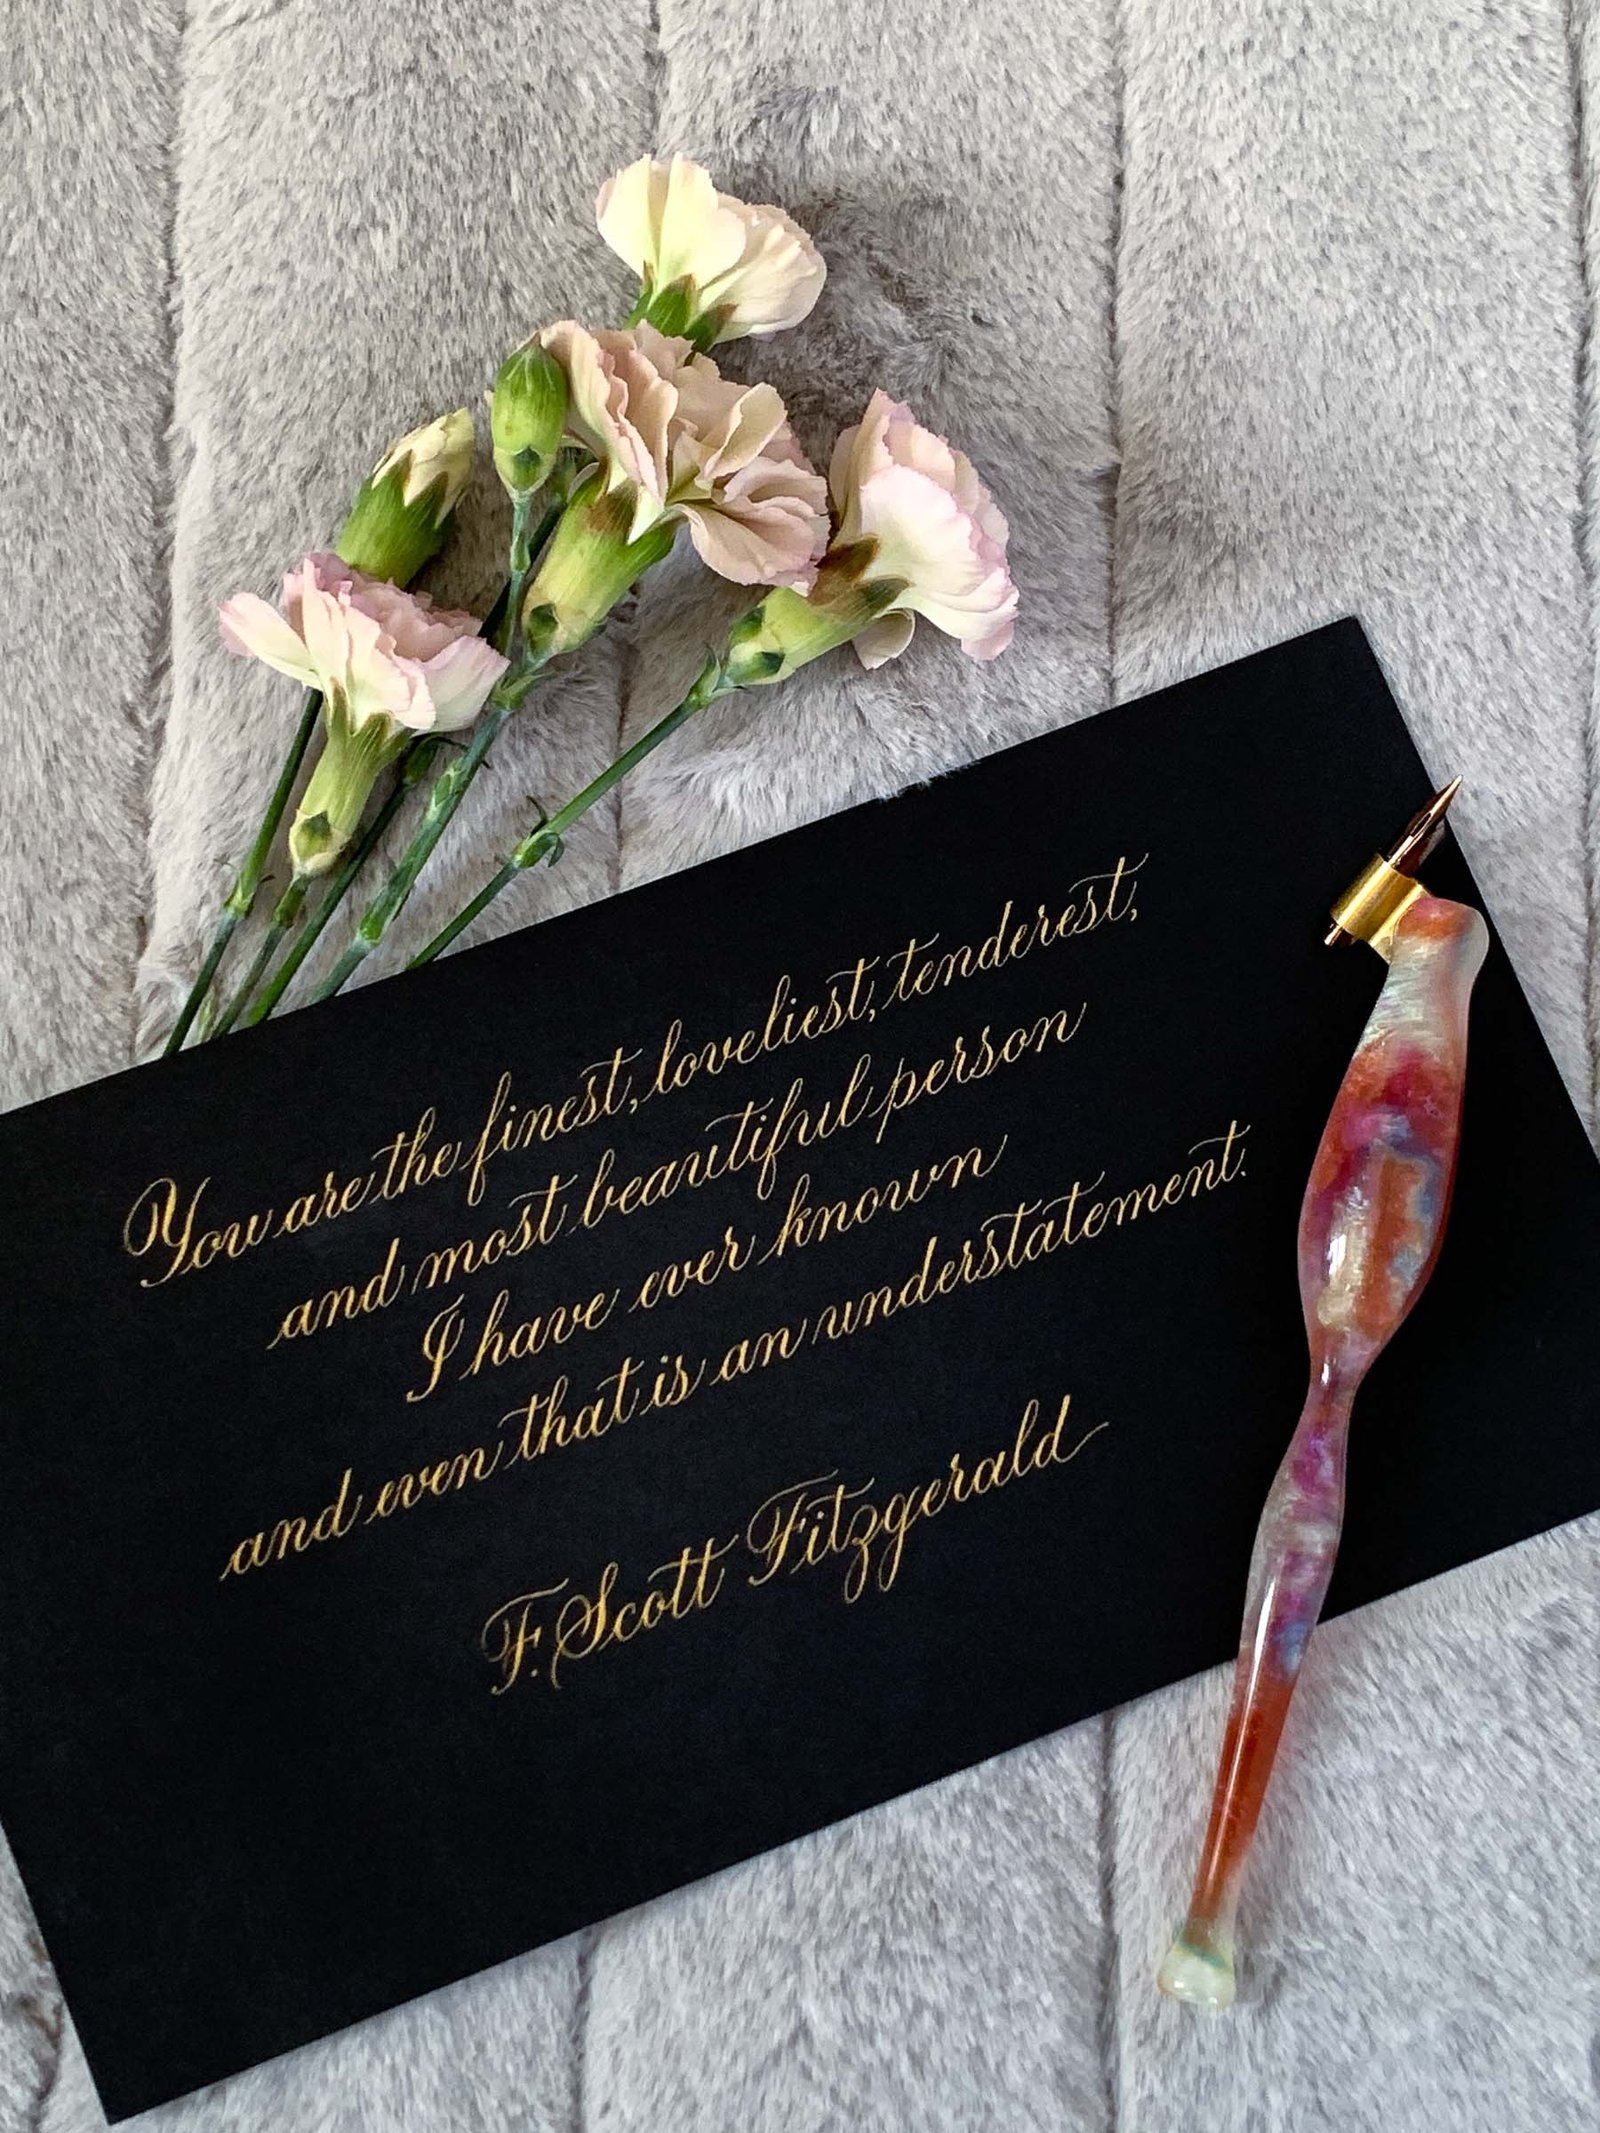 You are the finest, loveliest, tenderest,
and most beautiful person
I have ever known
and even that is an understatement.
F. Scott Fitzgerald